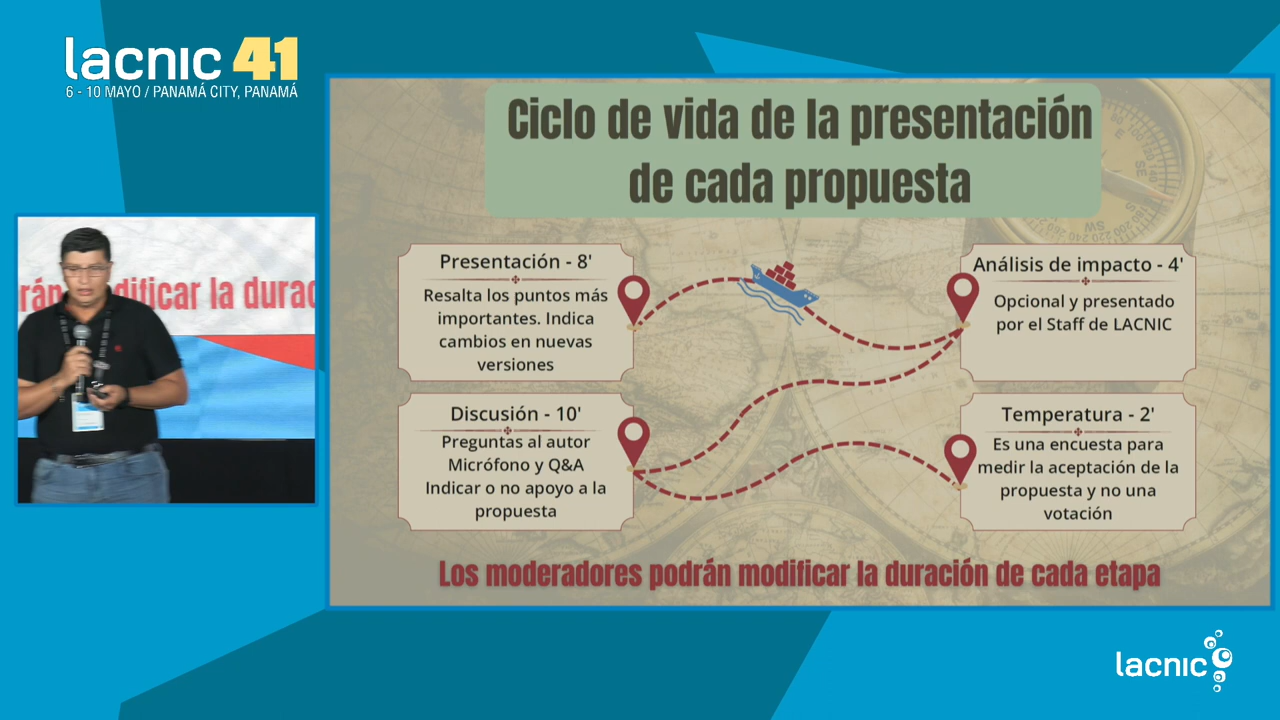 lacnic 41
6 - 10 MAYO / PANAMÁ CITY, PANAMÁ
Ciclo de vida de la presentación
de cada propuesta
Presentación - 8'
Resalta los puntos más
importantes. Indica
cambios en nuevas
versiones
Análisis de impacto - 4'
Opcional y presentado
por el Staff de LACNIC
Discusión - 10'
Preguntas al autor
Micrófono y Q&A
Indicar o no apoyo a la
propuesta
Temperatura - 2'
Es una encuesta para
medir la aceptación de la
propuesta y no una
votación
Los moderadores podrán modificar la duración de cada etapa
la durac
lacnic